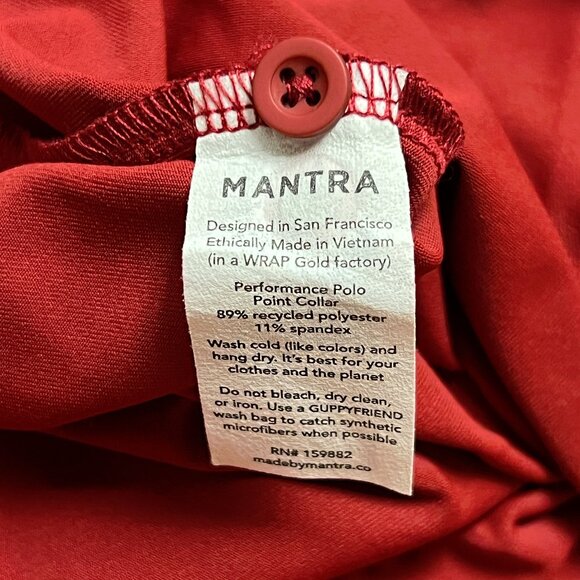 MANTRA
Designed in San Francisco
Ethically Made in Vietnam
(in a WRAP Gold factory)
Performance Polo
Point Collar
89% recycled polyester
11% spandex
Wash cold (like colors) and
hang dry. It's best for your
clothes and the planet
Do not bleach, dry clean,
or iron. Use a GUPPYFRIEND
wash bag to catch synthetic
microfibers when possible
RN# 159882
madebymantra.co